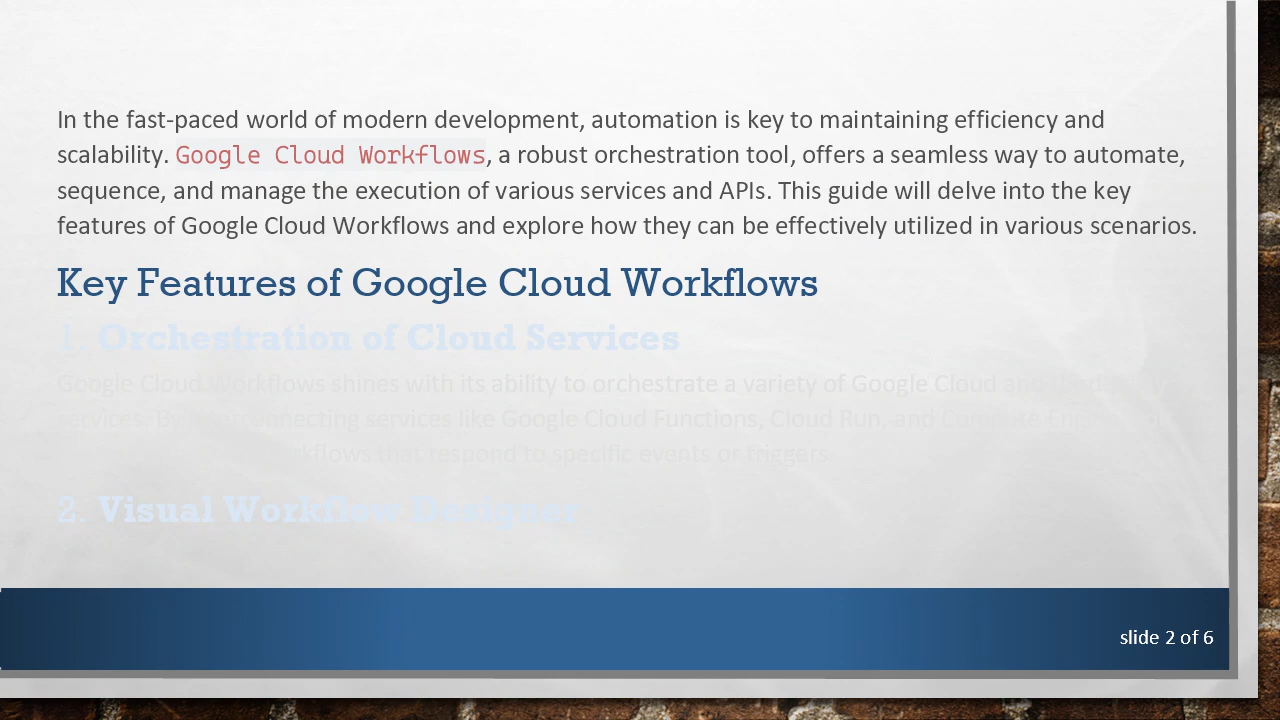 In the fast-paced world of modern development, automation is key to maintaining efficiency and
scalability. Google Cloud Workflows, a robust orchestration tool, offers a seamless way to automate,
sequence, and manage the execution of various services and APIs. This guide will delve into the key
features of Google Cloud Workflows and explore how they can be effectively utilized in various scenarios.
Key Features of Google Cloud Workflows
1. Orchestration of Cloud Services
Google Cloud Workflows shines with its ability to orchestrate a variety of Google Cloud and
services. By interconnecting services like Google Cloud Functions, Cloud Run, and Compute Engine
workflows that respond to specific events or triggers.
2. Visual Workflow Designer
slide 2 of 6